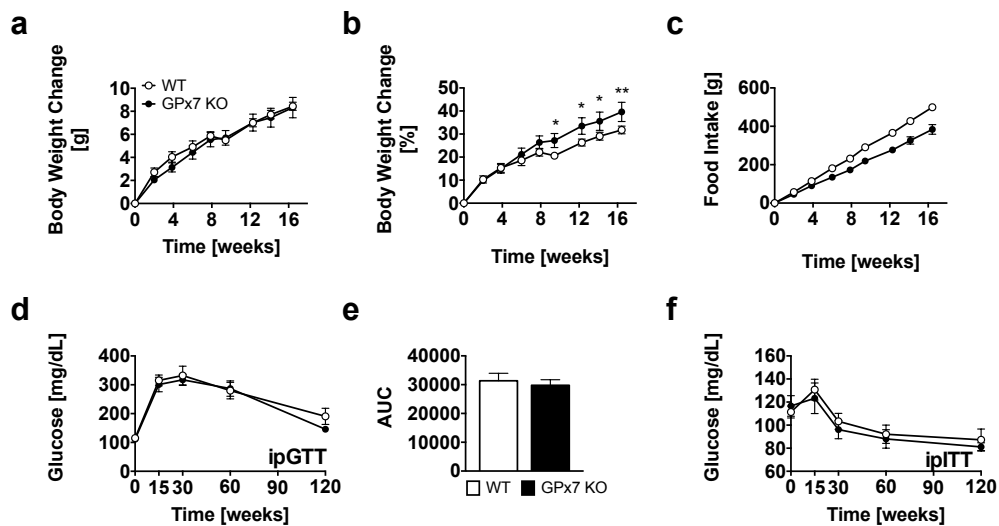 a
Body Weight Change
[g]
10
8
6
4
2
0
WT
GPx7 KO
0 4 8 12 16
Time [weeks]
b
Body Weight Change
[%]
50
40
30
20
10
0
* * * **
0 4 8 12 16
Time [weeks]
c
Food Intake [g]
600
400
200
0
0 4 8 12 16
Time [weeks]
d
Glucose [mg/dL]
400
300
200
100
0
ipGTT
0 15 30 60 90 120
Time [weeks]
e
AUC
40000
30000
20000
10000
0
WT GPx7 KO
f
Glucose [mg/dL]
160
140
120
100
80
60
ipITT
0 15 30 60 90 120
Time [weeks]